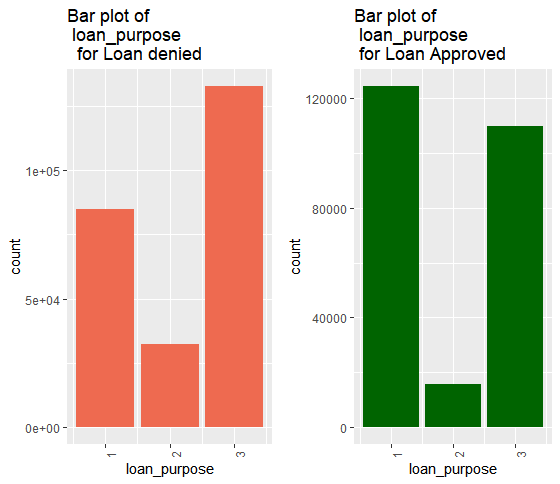 Bar plot of
loan_purpose
for Loan denied
1e+05
5e+04
0e+00
count
1
2
3
loan_purpose
Bar plot of
loan_purpose
for Loan Approved
120000
80000
40000
0
count
1
2
3
loan_purpose